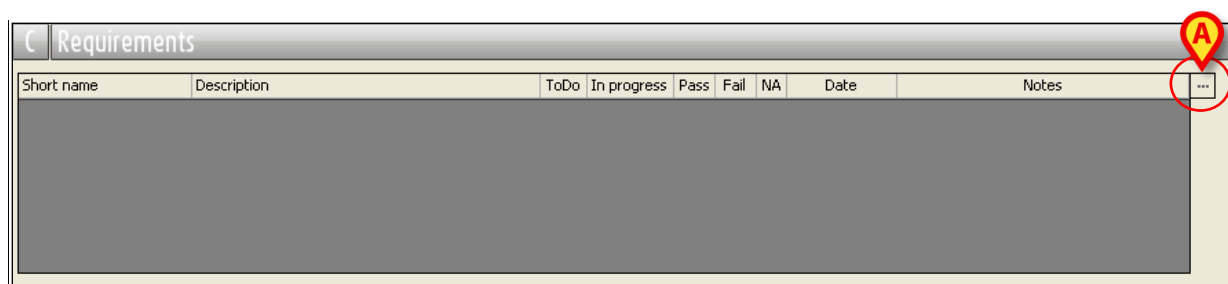 C Requirements
A
Short name Description ToDo In progress Pass Fail NA Date Notes ...